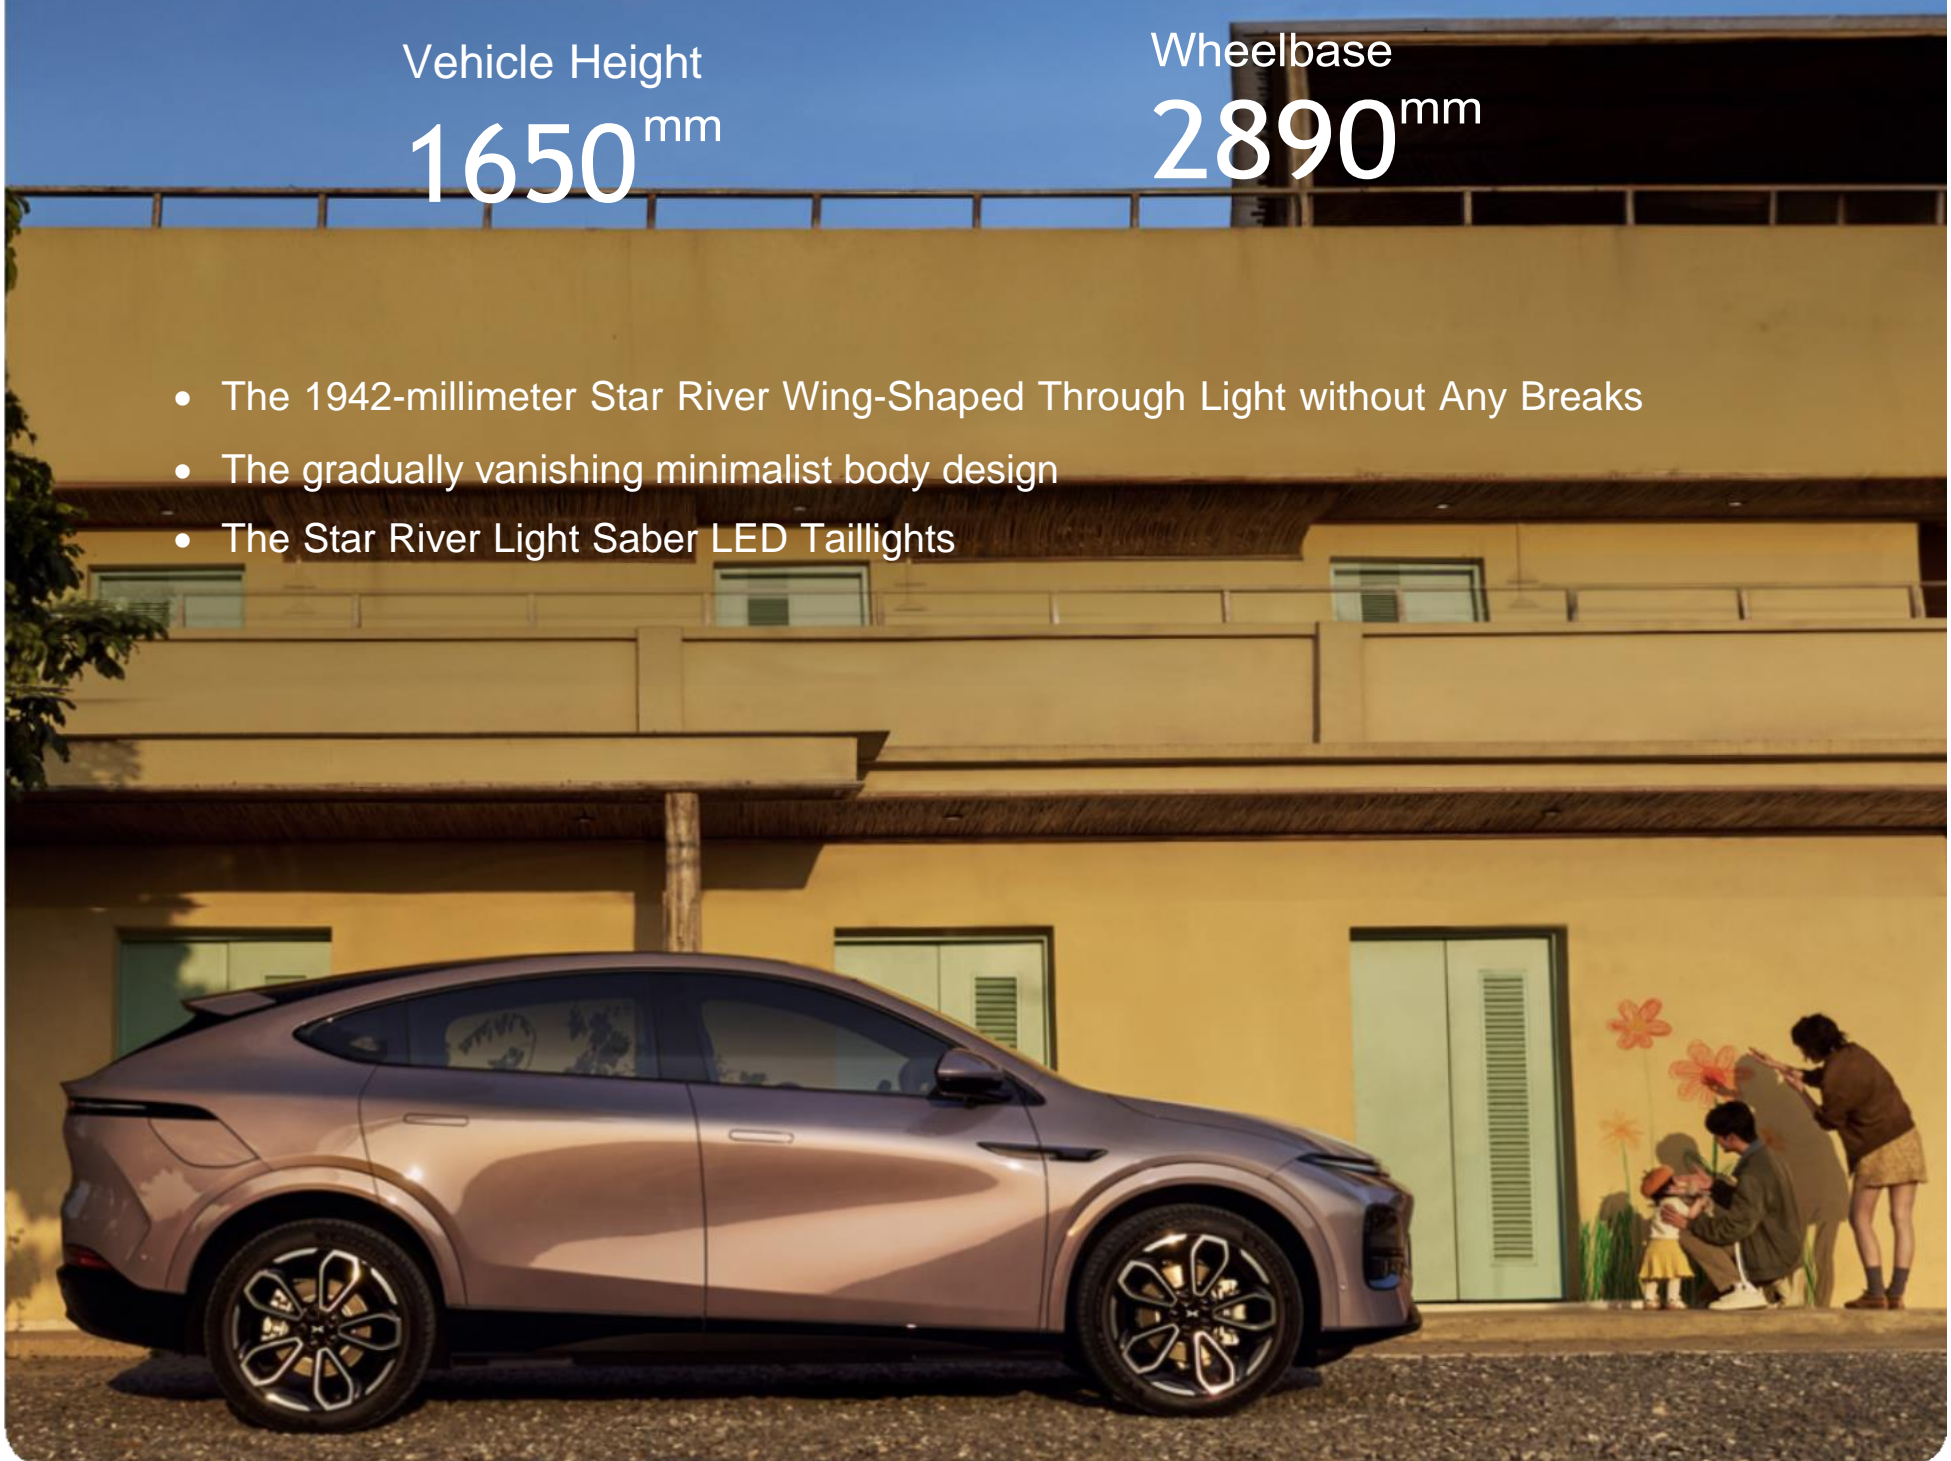 Vehicle Height
1650mm
Wheelbase
2890mm
• The 1942-millimeter Star River Wing-Shaped Through Light without Any Breaks
• The gradually vanishing minimalist body design
• The Star River Light Saber LED Taillights